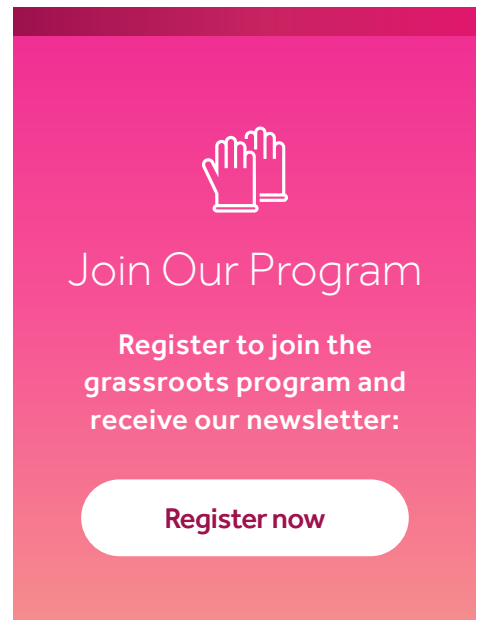 Join Our Program
Register to join the
grassroots program and
receive our newsletter:
Register now